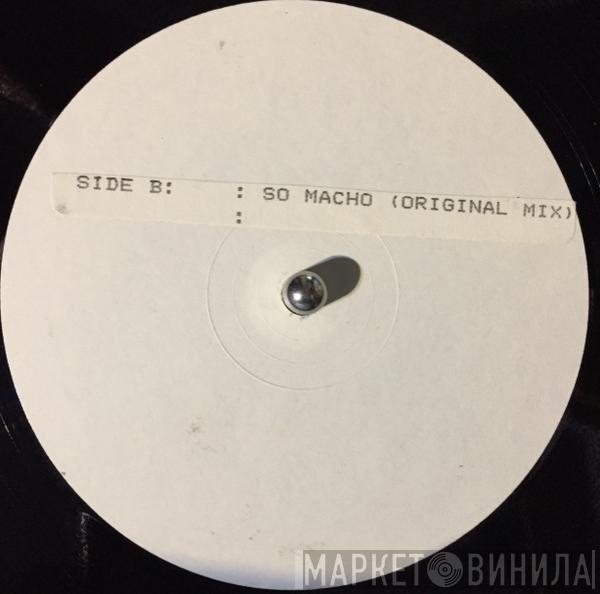 SIDE B:    : SO MACHO (ORIGINAL MIX)
:
МАРКЕТ ВИНИЛА